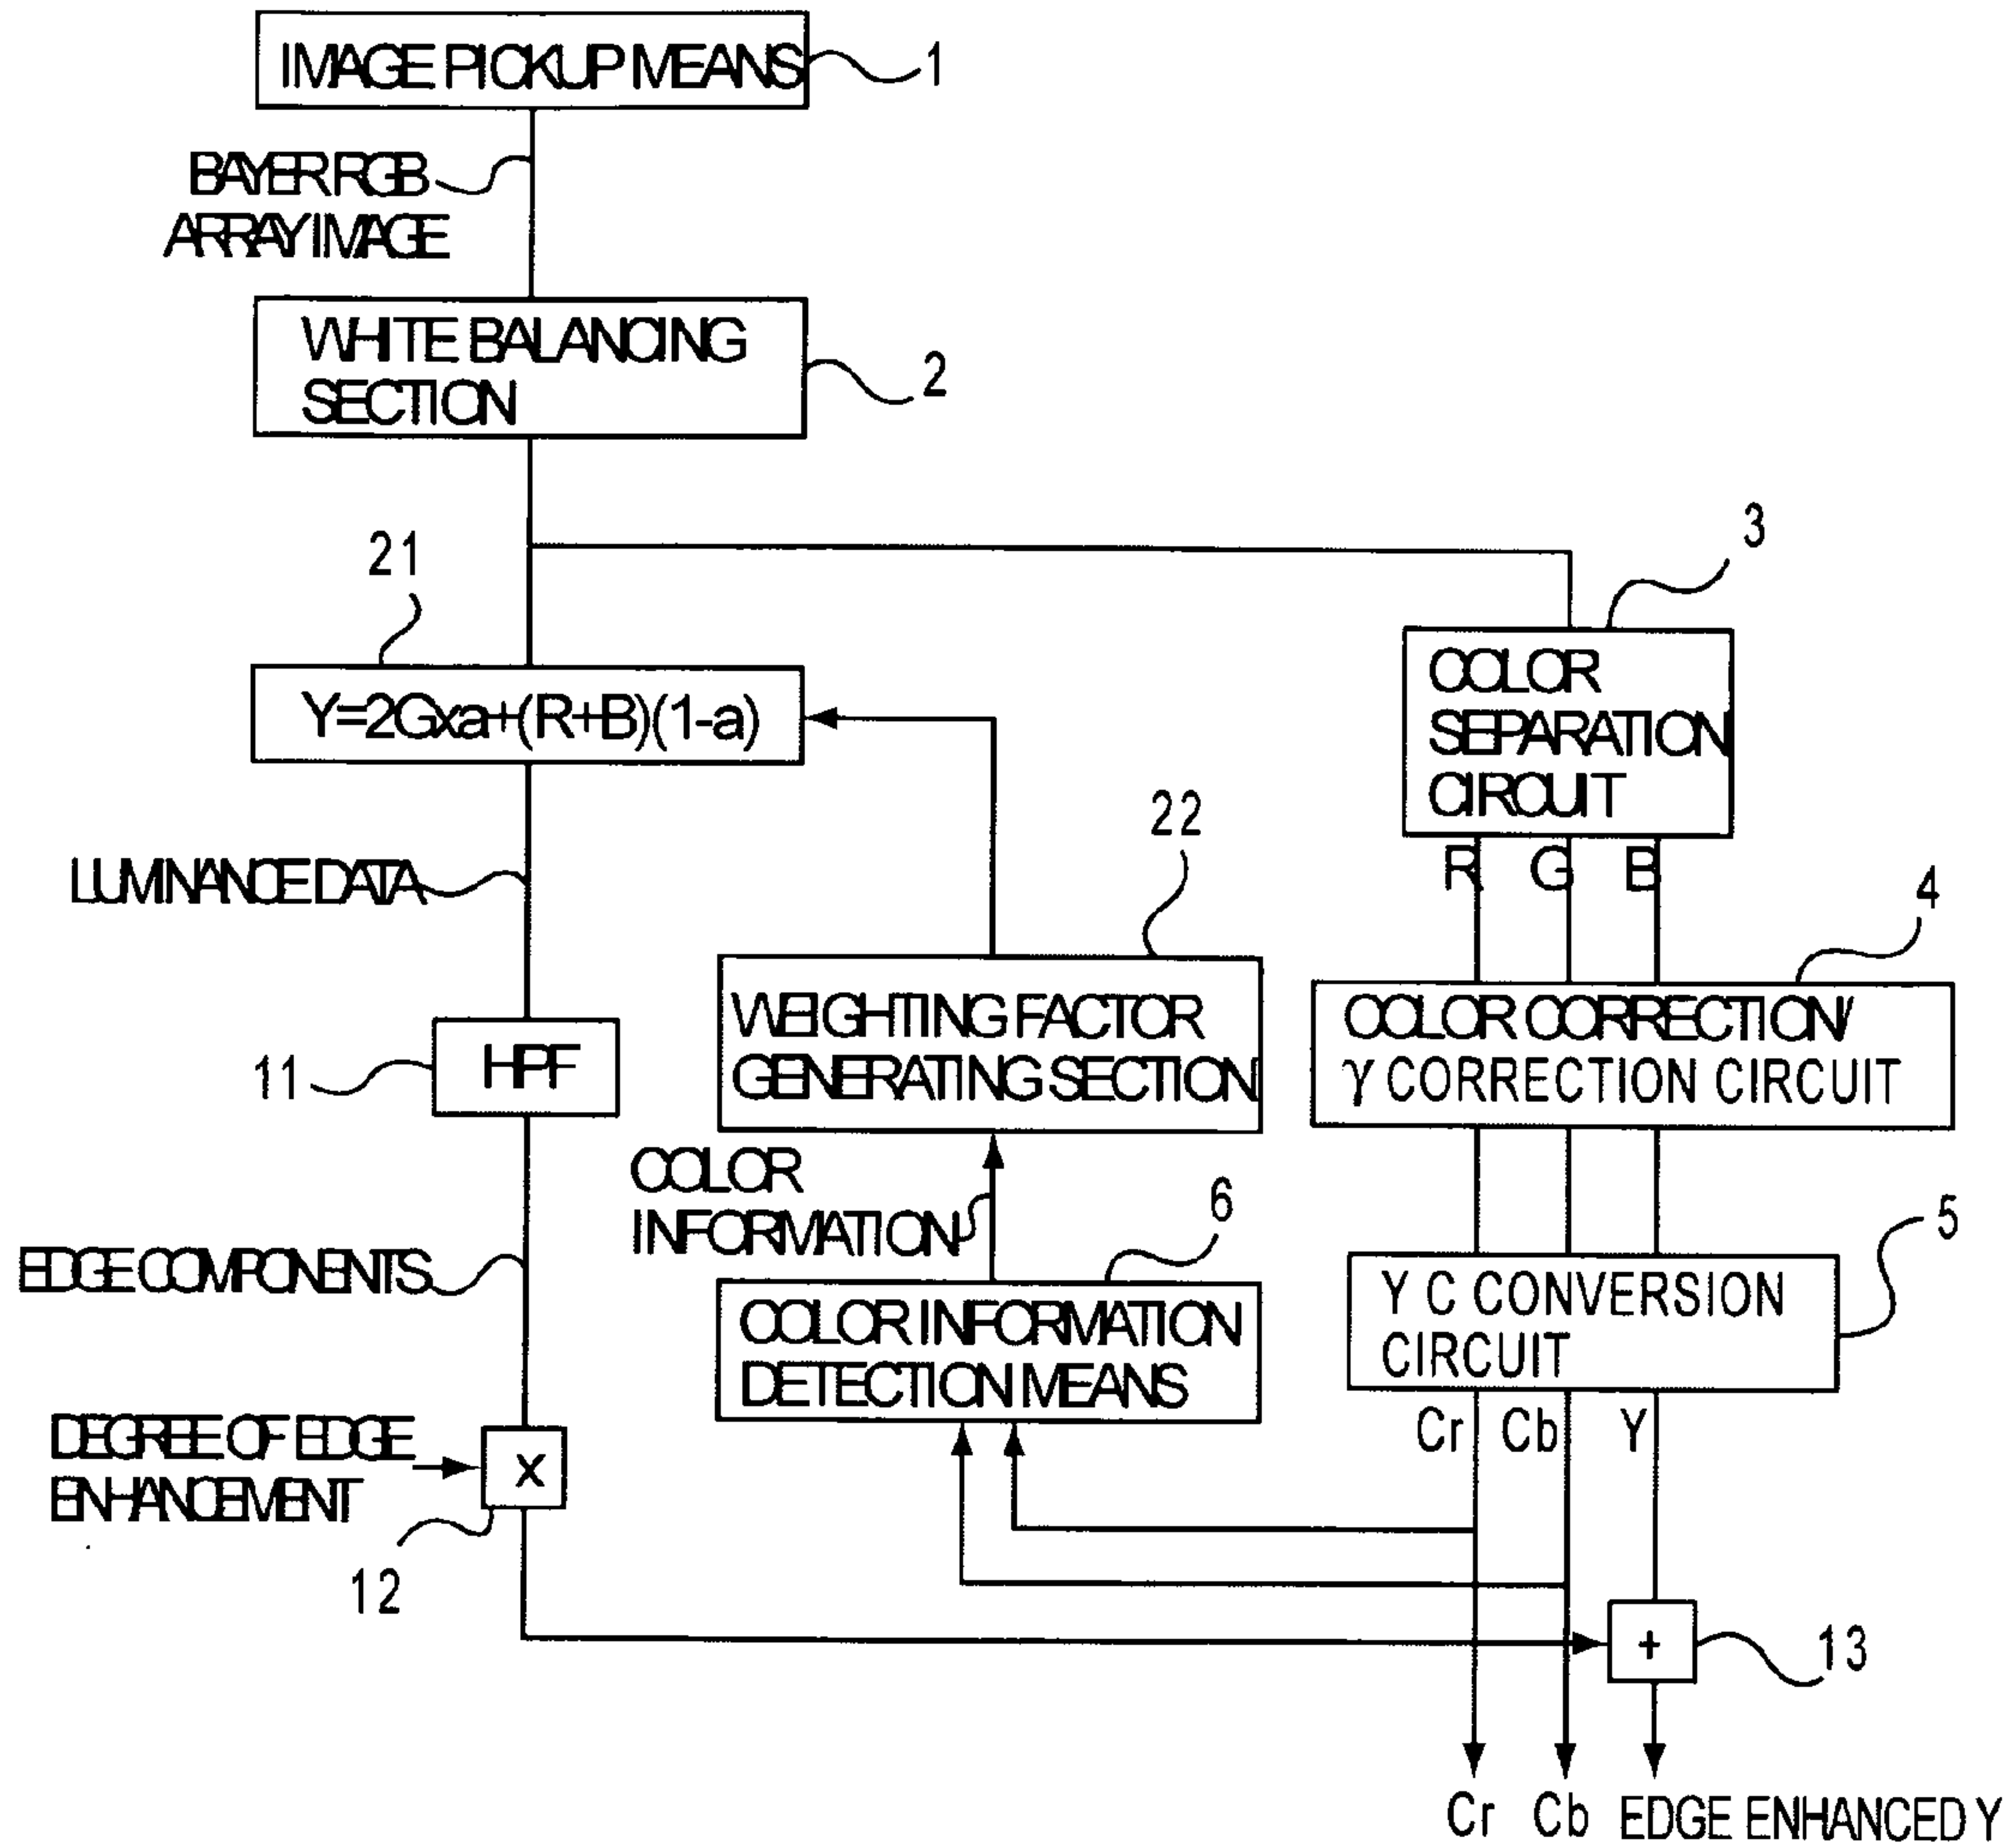 IMAGE PICKUP MEANS
1
BAYER RGB
ARRAY IMAGE
WHITE BALANCING
SECTION
2
21
3
Y=2Gxa+(R+B)(1-a)
COLOR
SEPARATION
CIRCUIT
R G B
22
LUMINANCE DATA
4
WEIGHTING FACTOR
GENERATING SECTION
COLOR CORRECTION/
γ CORRECTION CIRCUIT
11
HPF
COLOR
INFORMATION
6
5
EDGE COMPONENTS
COLOR INFORMATION
DETECTION MEANS
Y C CONVERSION
CIRCUIT
Cr Cb Y
DEGREE OF EDGE
ENHANCEMENT
x
12
+
13
Cr Cb EDGE ENHANCED Y